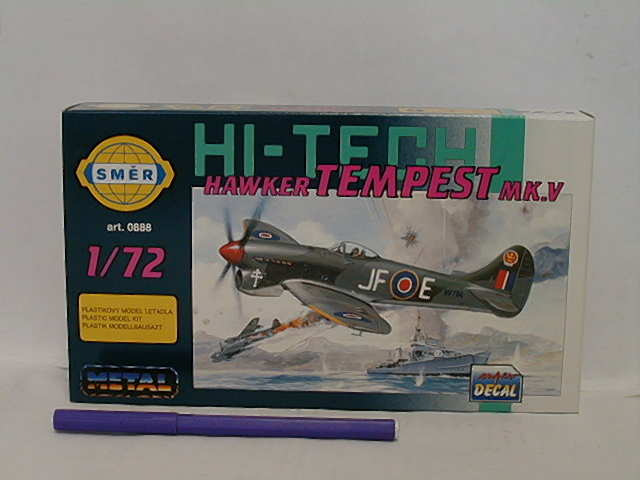 HI-TECH
HAWKER TEMPEST MK.V
SMĚR
art. 0888
1/72
PLASTIKOVÝ MODEL LETADLA
PLASTIC MODEL KIT
PLASTIK MODELLBAUSATZ
METAL
JF E
DECAL